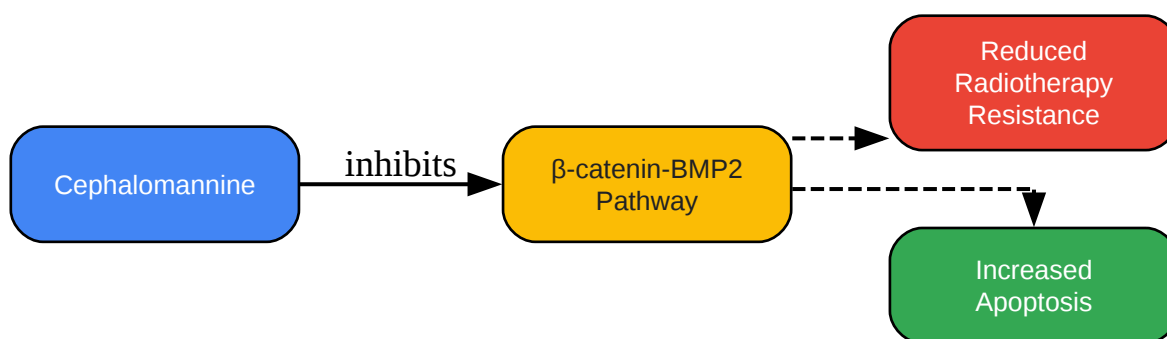 Cephalomannine
inhibits
β-catenin-BMP2
Pathway
Reduced
Radiotherapy
Resistance
Increased
Apoptosis